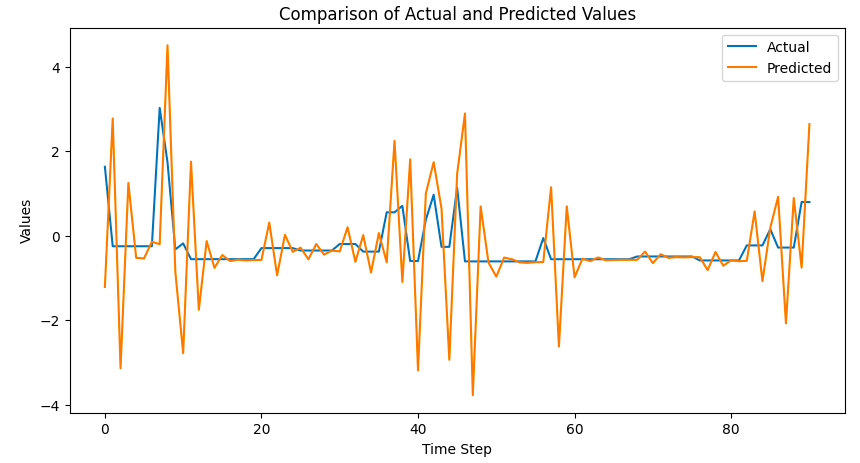 Comparison of Actual and Predicted Values
Actual
Predicted
Values
4
2
0
−2
−4
0 20 40 60 80
Time Step